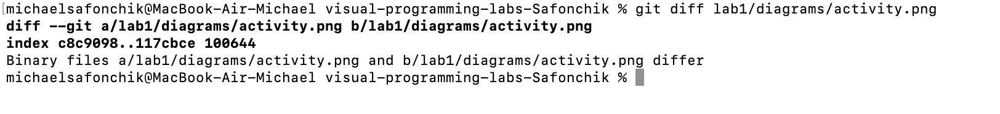 [michaelsafonchik@MacBook-Air-Michael visual-programming-labs-Safonchik % git diff lab1/diagrams/activity.png
diff --git a/lab1/diagrams/activity.png b/lab1/diagrams/activity.png
index c8c9098..117cbce 100644
Binary files a/lab1/diagrams/activity.png and b/lab1/diagrams/activity.png differ
michaelsafonchik@MacBook-Air-Michael visual-programming-labs-Safonchik %